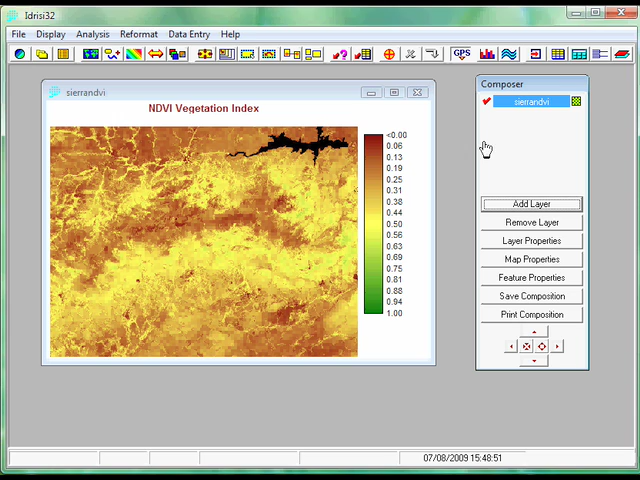 Idrisi32
File Display Analysis Reformat Data Entry Help
GPS
sierrandvi
NDVI Vegetation Index
<0.00
0.06
0.13
0.19
0.25
0.31
0.38
0.44
0.50
0.56
0.63
0.69
0.75
0.81
0.88
0.94
1.00
Composer
sierrandvi
Add Layer
Remove Layer
Layer Properties
Map Properties
Feature Properties
Save Composition
Print Composition
07/08/2009 15:48:51